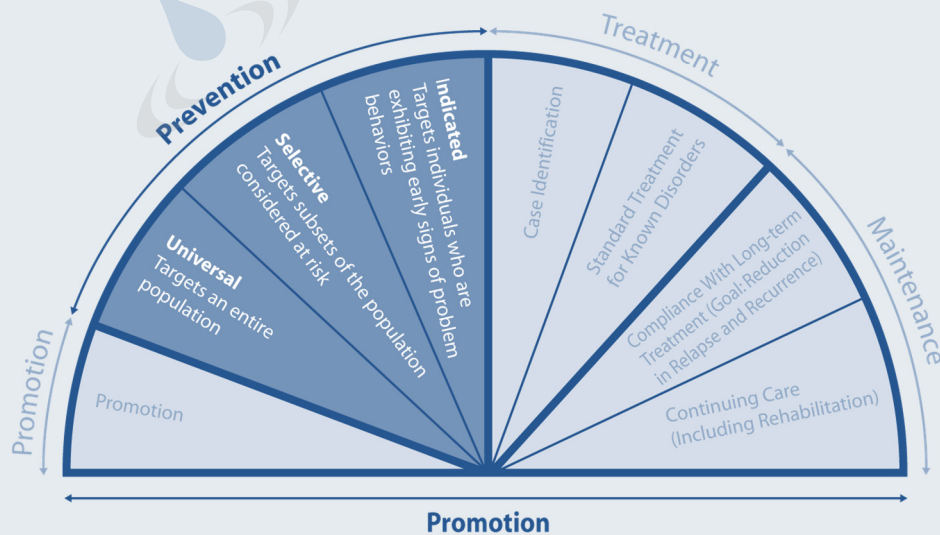 Promotion
Promotion
Prevention
Universal
Targets an entire
population
Selective
Targets subsets of the population
considered at risk
Indicated
Targets individuals who are
exhibiting early signs of problem
behaviors
Treatment
Case Identification
Standard Treatment
for Known Disorders
Maintenance
Compliance With Long-term
Treatment (Goal: Reduction
in Relapse and Recurrence)
Continuing Care
(Including Rehabilitation)
Promotion